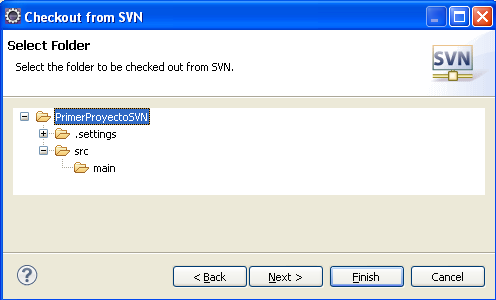 Checkout from SVN
Select Folder
Select the folder to be checked out from SVN.
SVN
PrimerProyectoSVN
.settings
src
main
?
< Back
Next >
Finish
Cancel